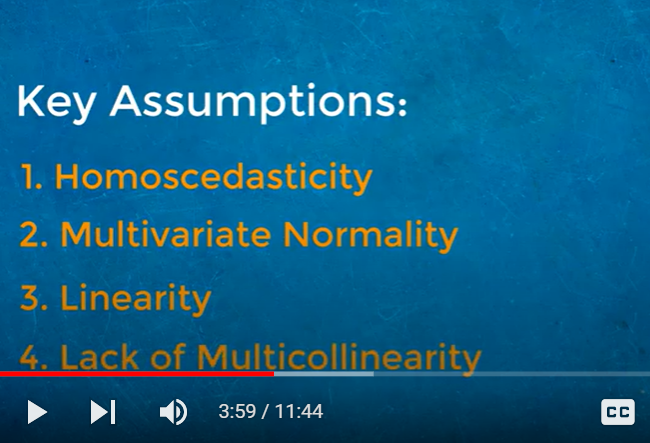 Key Assumptions:
1. Homoscedasticity
2. Multivariate Normality
3. Linearity
4. Lack of Multicollinearity
3:59 / 11:44
CC